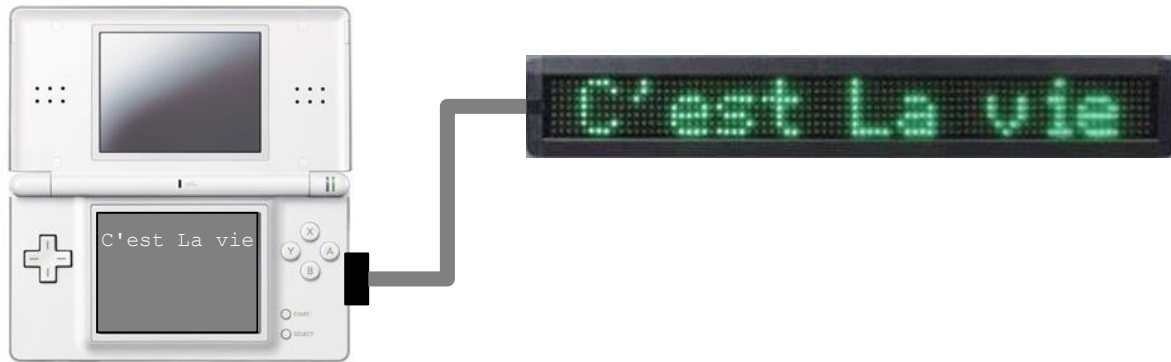 C'est La vie
C'est La vie
X
Y A
B
START
SELECT